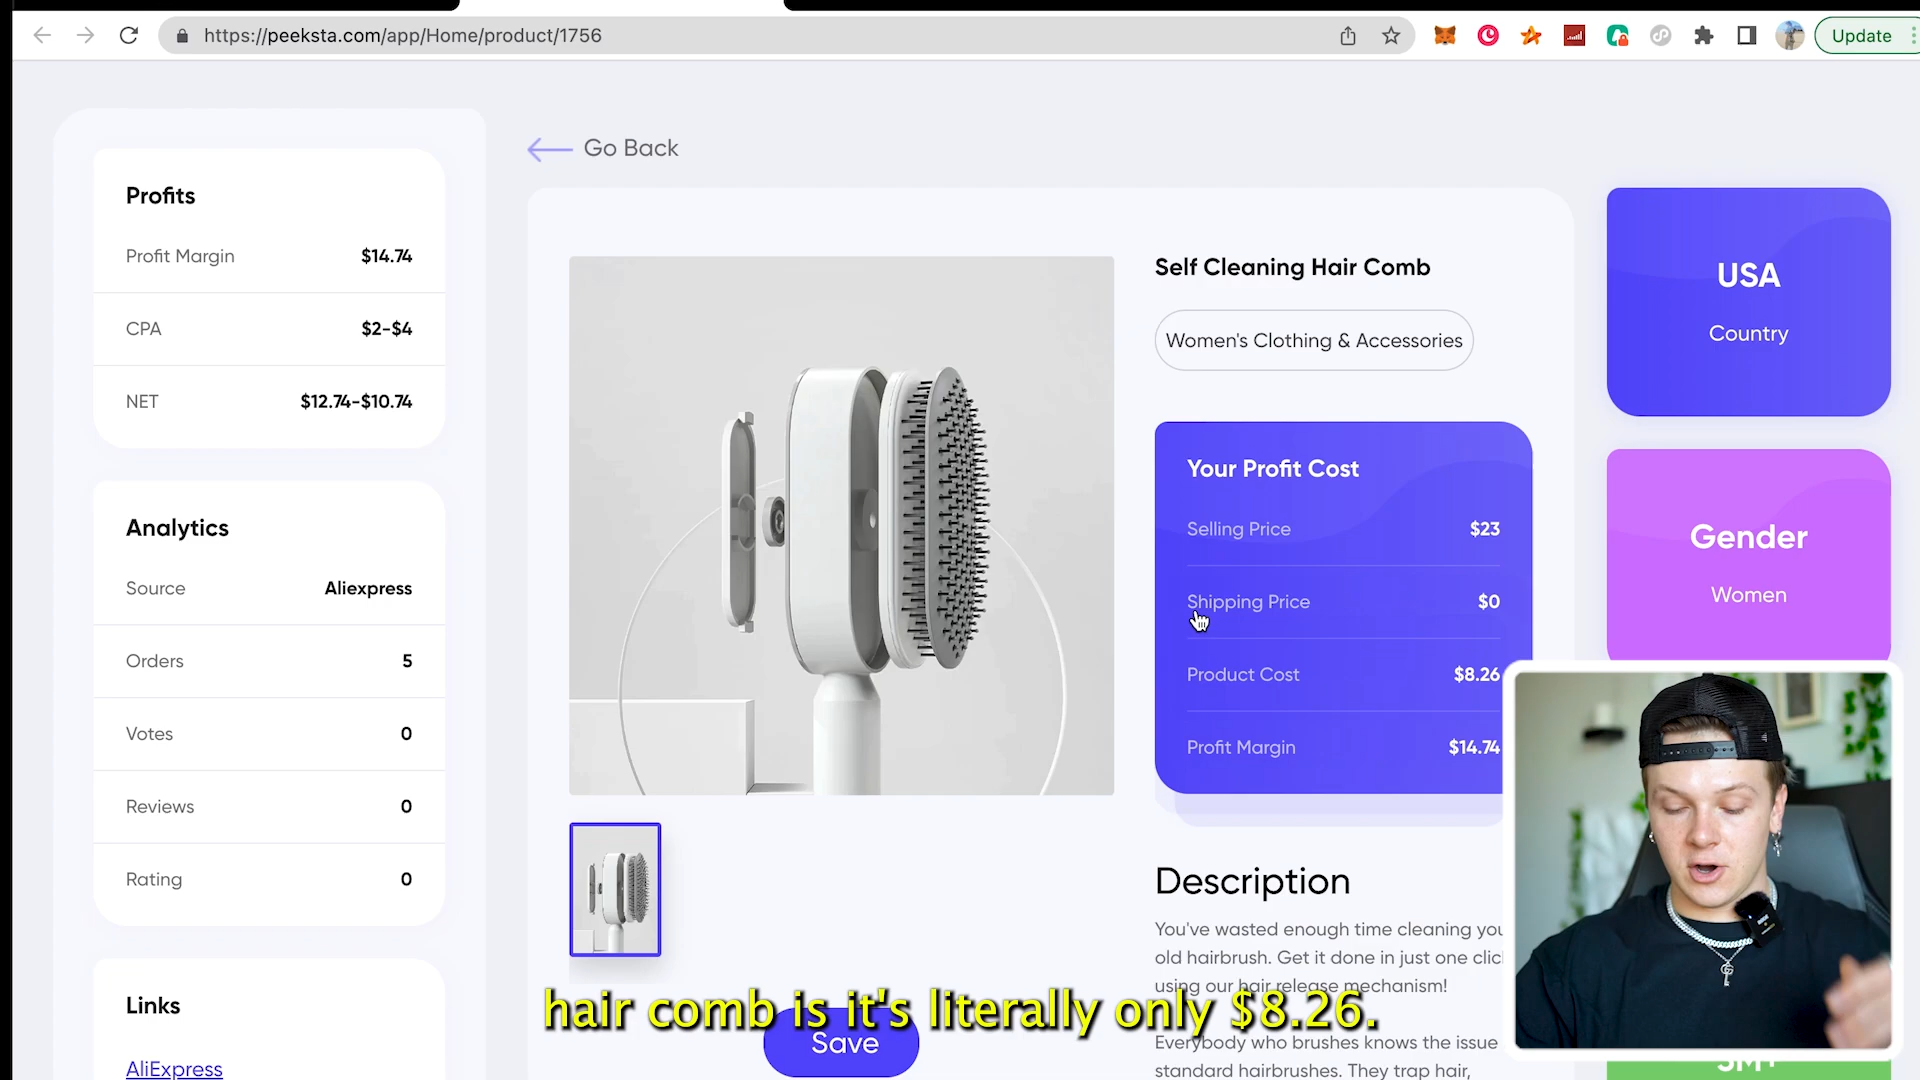 https://peeksta.com/app/Home/product/1756
Update
Go Back
Profits
Profit Margin $14.74
CPA $2-$4
NET $12.74-$10.74
Analytics
Source Aliexpress
Orders 5
Votes 0
Reviews 0
Rating 0
Links
AliExpress
Self Cleaning Hair Comb
Women's Clothing & Accessories
Your Profit Cost
Selling Price $23
Shipping Price $0
Product Cost $8.26
Profit Margin $14.74
Description
You've wasted enough time cleaning
old hairbrush. Get it done in just one
using our hair release mechanism!
Everybody who brushes knows the issue
standard hairbrushes. They trap hair,
USA
Country
Gender
Women
hair comb is it's literally only $8.26.
Save